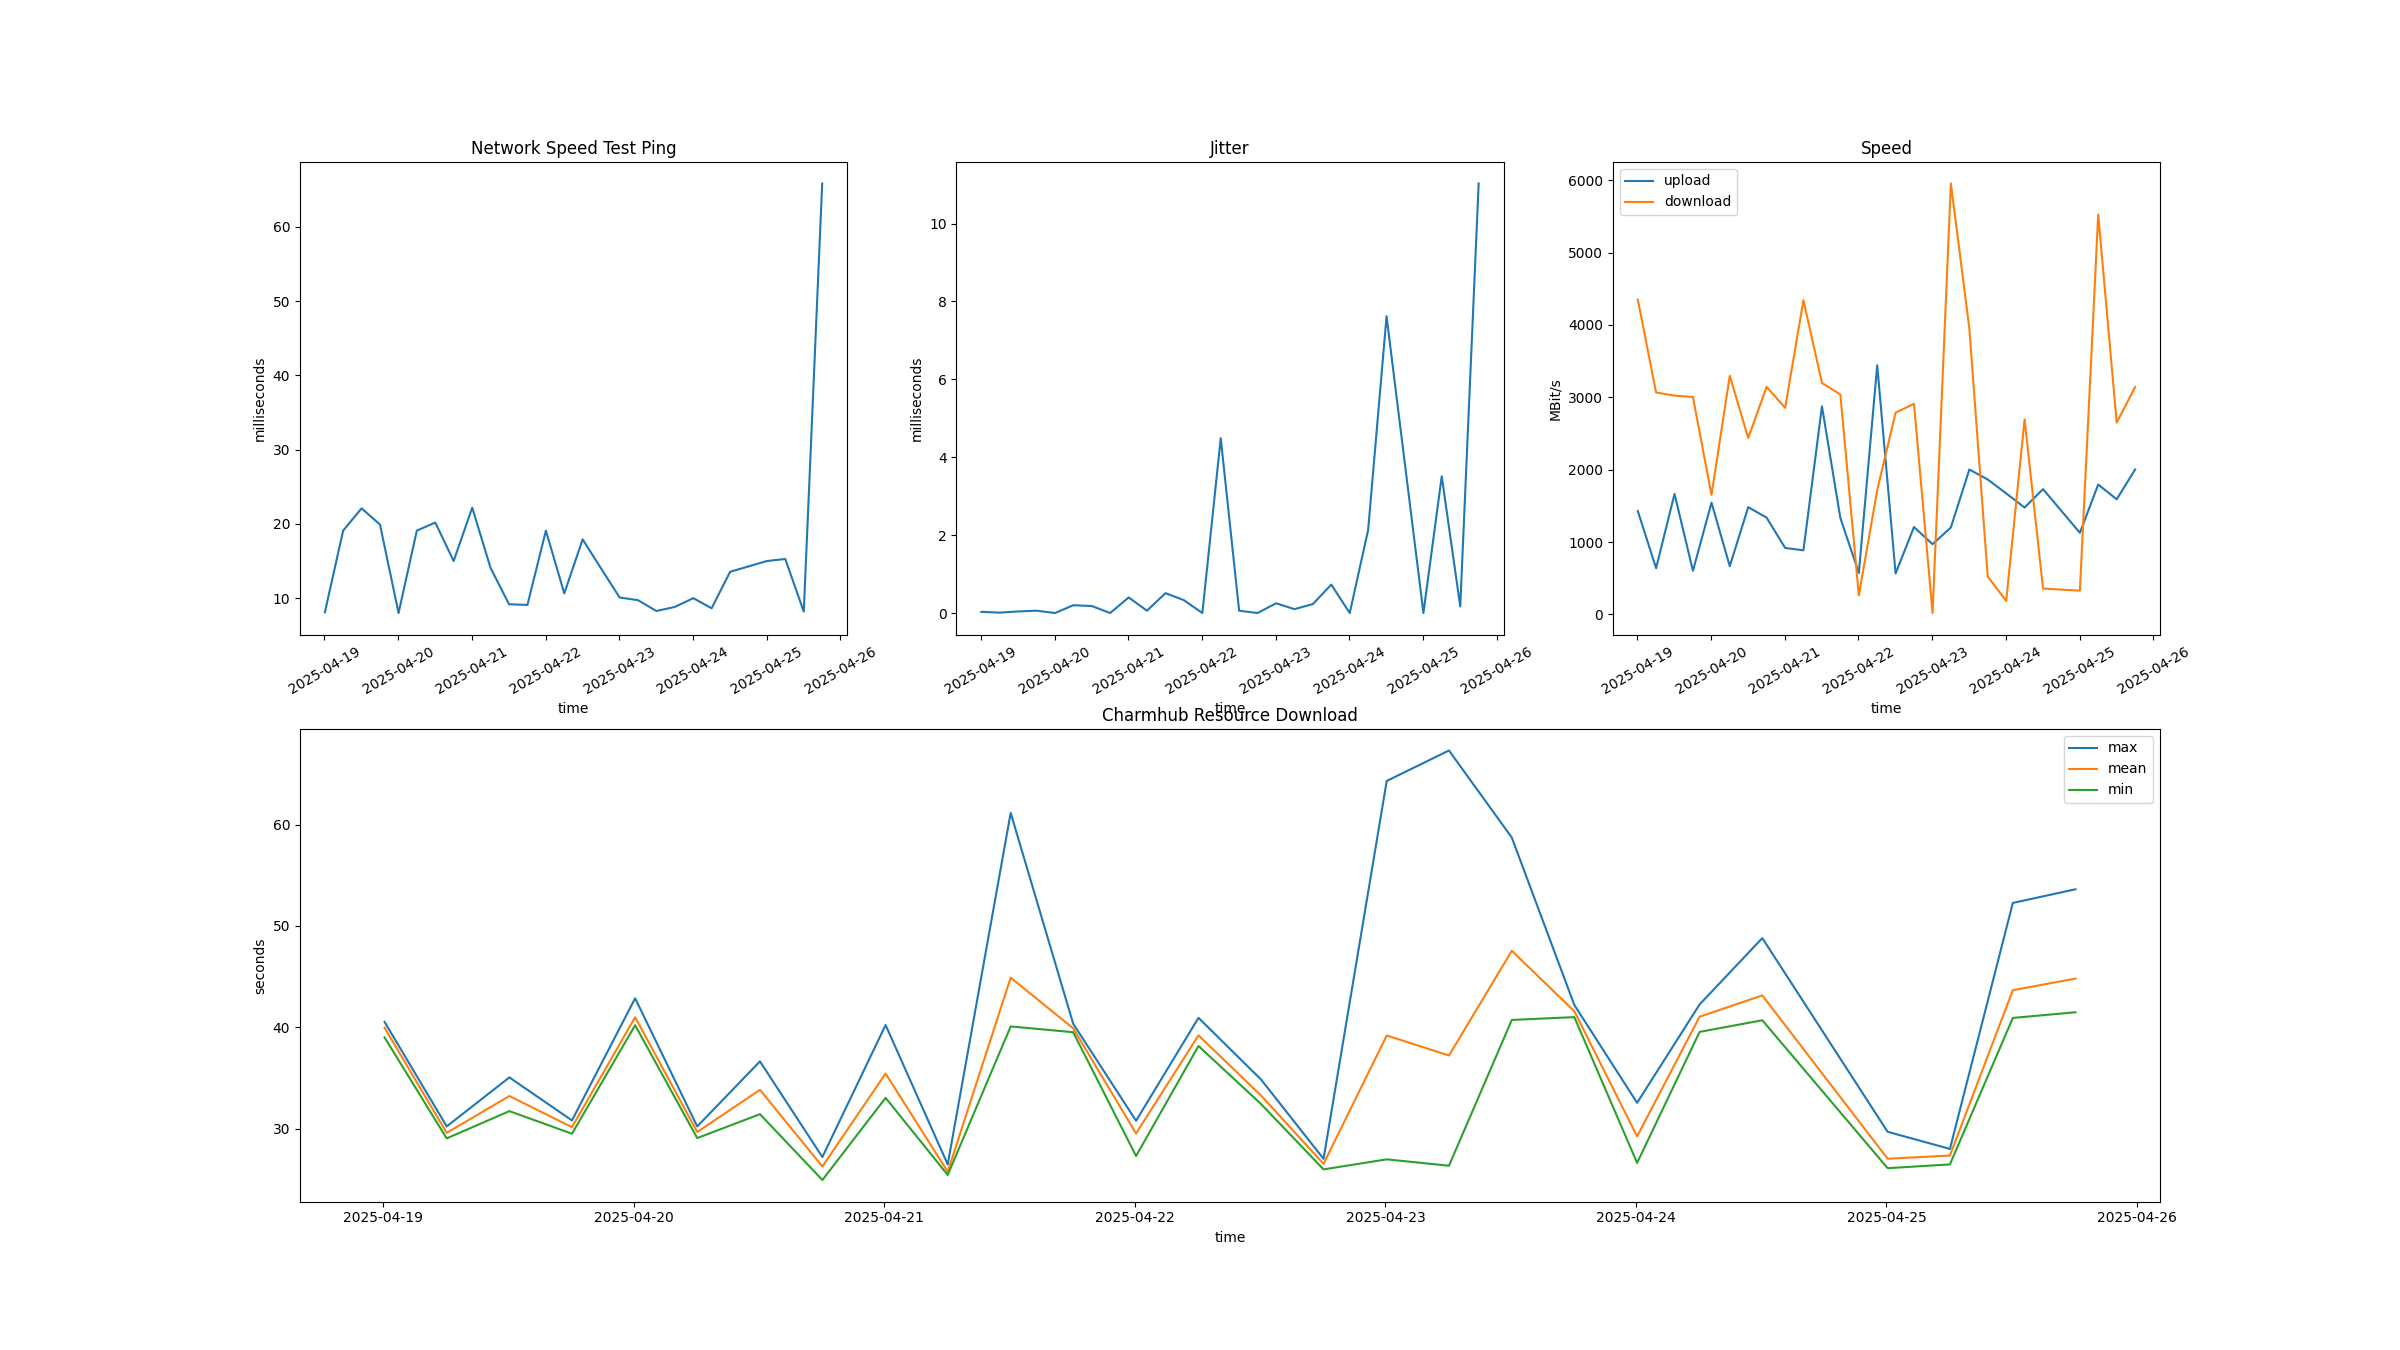 Network Speed Test Ping
milliseconds
60
50
40
30
20
10
2025-04-19 2025-04-20 2025-04-21 2025-04-22 2025-04-23 2025-04-24 2025-04-25 2025-04-26
time
Jitter
milliseconds
10
8
6
4
2
0
2025-04-19 2025-04-20 2025-04-21 2025-04-22 2025-04-23 2025-04-24 2025-04-25 2025-04-26
time
Speed
upload
download
MBit/s
6000
5000
4000
3000
2000
1000
0
2025-04-19 2025-04-20 2025-04-21 2025-04-22 2025-04-23 2025-04-24 2025-04-25 2025-04-26
time
Charmhub Resource Download
max
mean
min
seconds
60
50
40
30
2025-04-19 2025-04-20 2025-04-21 2025-04-22 2025-04-23 2025-04-24 2025-04-25 2025-04-26
time